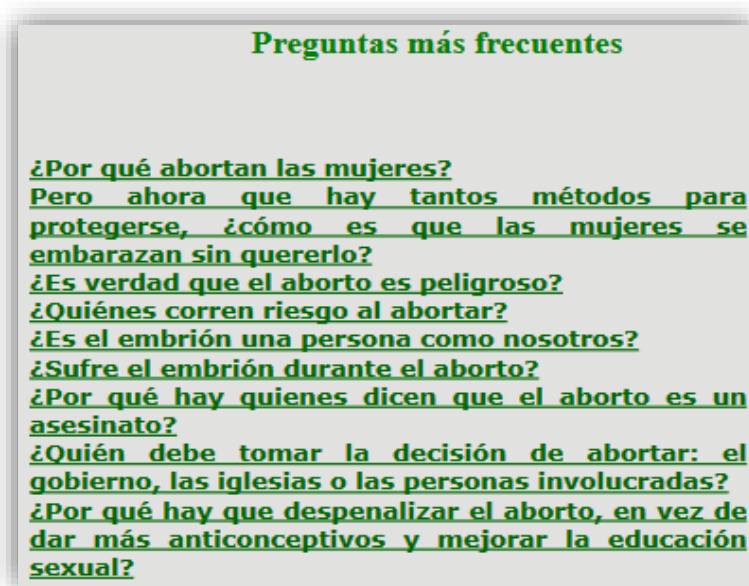 Preguntas más frecuentes
¿Por qué abortan las mujeres?
Pero ahora que hay tantos métodos para
protegerse, ¿cómo es que las mujeres se
embarazan sin quererlo?
¿Es verdad que el aborto es peligroso?
¿Quiénes corren riesgo al abortar?
¿Es el embrión una persona como nosotros?
¿Sufre el embrión durante el aborto?
¿Por qué hay quienes dicen que el aborto es un
asesinato?
¿Quién debe tomar la decisión de abortar: el
gobierno, las iglesias o las personas involucradas?
¿Por qué hay que despenalizar el aborto, en vez de
dar más anticonceptivos y mejorar la educación
sexual?